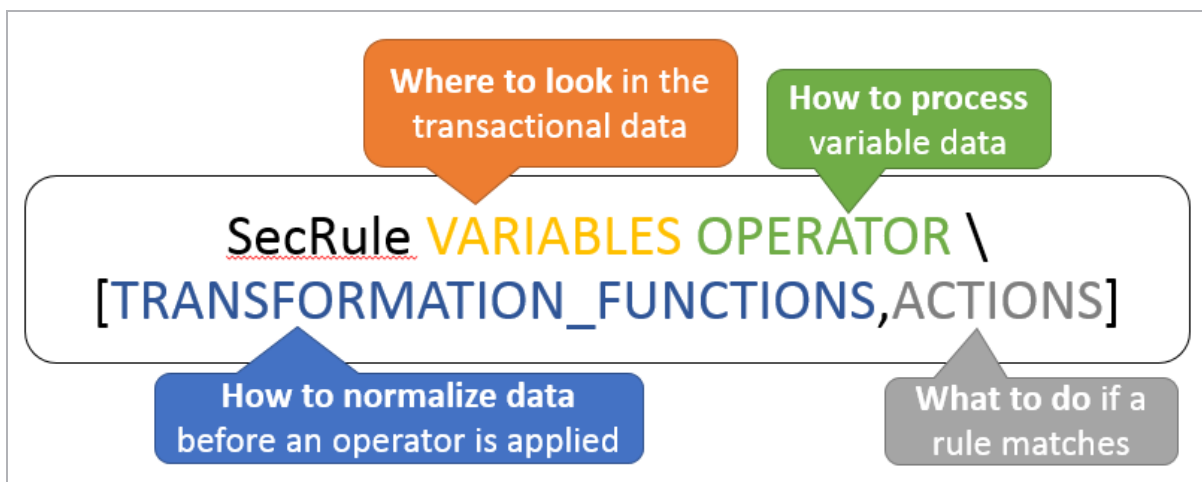 Where to look in the
transactional data
How to process
variable data
SecRule VARIABLES OPERATOR \
[TRANSFORMATION_FUNCTIONS,ACTIONS]
How to normalize data
before an operator is applied
What to do if a
rule matches